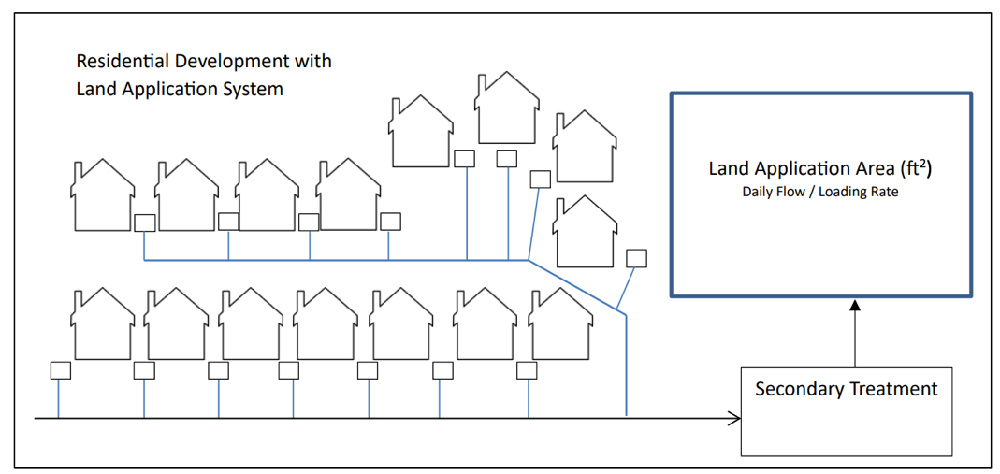 Residential Development with
Land Application System
Land Application Area (ft²)
Daily Flow / Loading Rate
Secondary Treatment